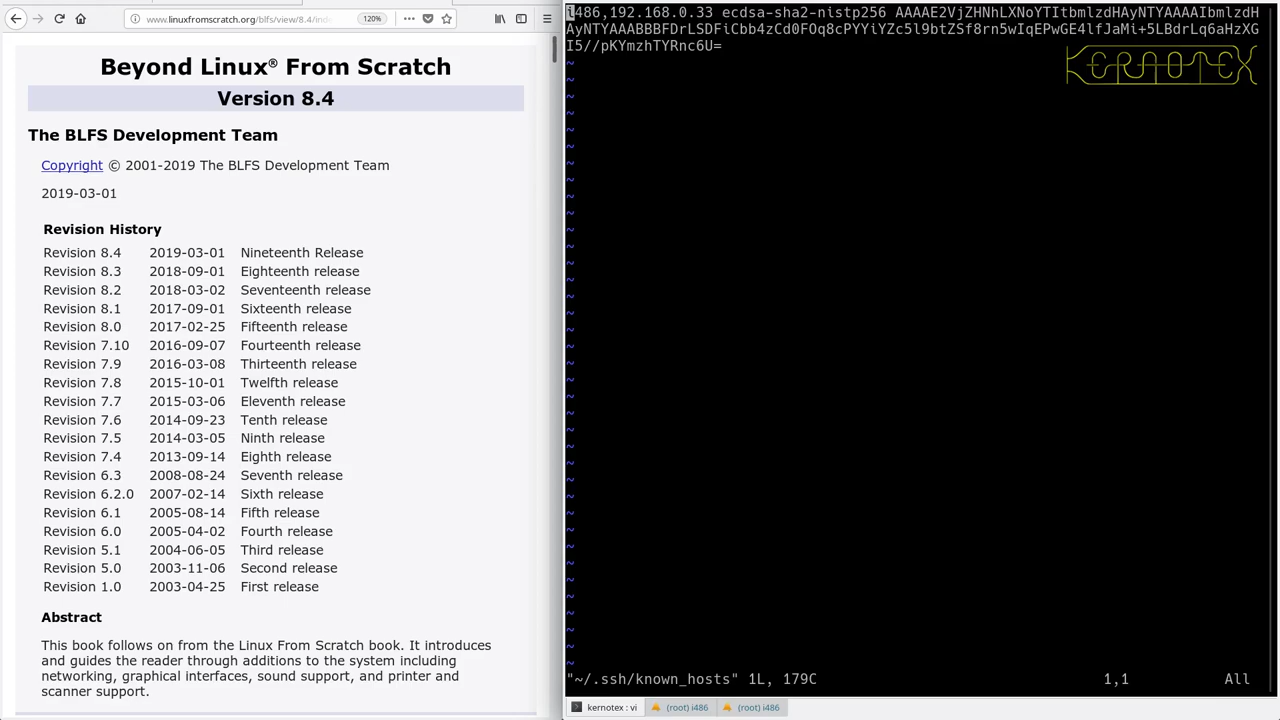 www.linuxfromscratch.org/blfs/view/8.4/inde
120%
Beyond Linux® From Scratch
Version 8.4
The BLFS Development Team
Copyright © 2001-2019 The BLFS Development Team
2019-03-01
Revision History
Revision 8.4 2019-03-01 Nineteenth Release
Revision 8.3 2018-09-01 Eighteenth release
Revision 8.2 2018-03-02 Seventeenth release
Revision 8.1 2017-09-01 Sixteenth release
Revision 8.0 2017-02-25 Fifteenth release
Revision 7.10 2016-09-07 Fourteenth release
Revision 7.9 2016-03-08 Thirteenth release
Revision 7.8 2015-10-01 Twelfth release
Revision 7.7 2015-03-06 Eleventh release
Revision 7.6 2014-09-23 Tenth release
Revision 7.5 2014-03-05 Ninth release
Revision 7.4 2013-09-14 Eighth release
Revision 6.3 2008-08-24 Seventh release
Revision 6.2.0 2007-02-14 Sixth release
Revision 6.1 2005-08-14 Fifth release
Revision 6.0 2005-04-02 Fourth release
Revision 5.1 2004-06-05 Third release
Revision 5.0 2003-11-06 Second release
Revision 1.0 2003-04-25 First release
Abstract
This book follows on from the Linux From Scratch book. It introduces
and guides the reader through additions to the system including
networking, graphical interfaces, sound support, and printer and
scanner support.
i486,192.168.0.33 ecdsa-sha2-nistp256 AAAAE2VjZHNhLXNoYTItbmlzdHAyNTYAAAAIbmlzdH
AyNTYAAABBBFDrLSDFiCbb4zCd0FOq8cPYYiYZc5l9btZSf8rn5wIqEPwGE4lfJaMi+5LBdrLq6aHzXG
I5//pKYmzhTYRnc6U=
KERNOTEX
"~/.ssh/known_hosts" 1L, 179C 1,1 All
kernotex : vi (root) i486 (root) i486